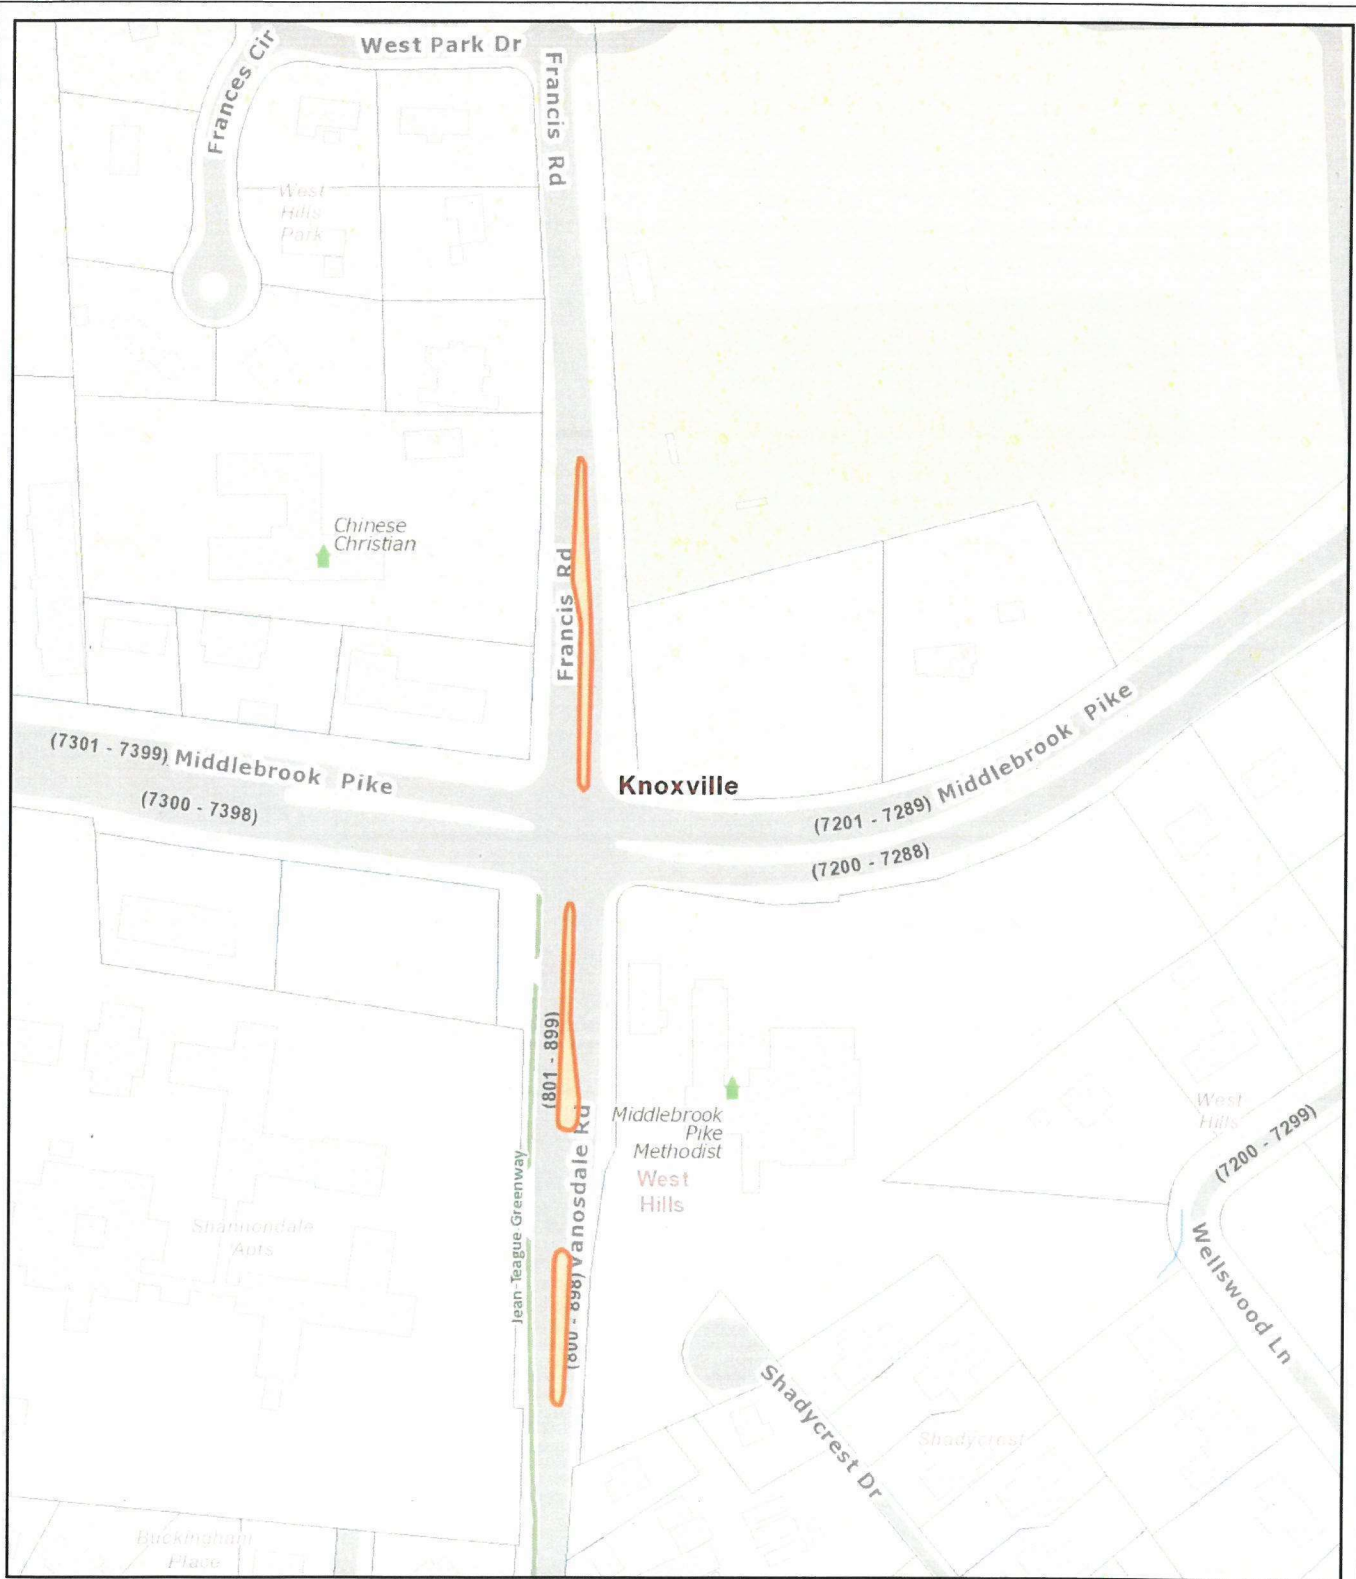 West Park Dr
Frances Cir
Francis Rd
West
Hills
Park
Chinese
Christian
Francis Rd
(7301 - 7399) Middlebrook Pike
(7300 - 7398)
Knoxville
(7201 - 7289) Middlebrook Pike
(7200 - 7288)
(801 - 899)
Middlebrook
Pike
Methodist
West
Hills
(800 - 898) Vanosdale Rd
Jean Teague Greenway
West
Hills
(7200 - 7299)
Wellswood Ln
Shannondale
Apts
Shadycrest Dr
Shadycrest
Buckingham
Place